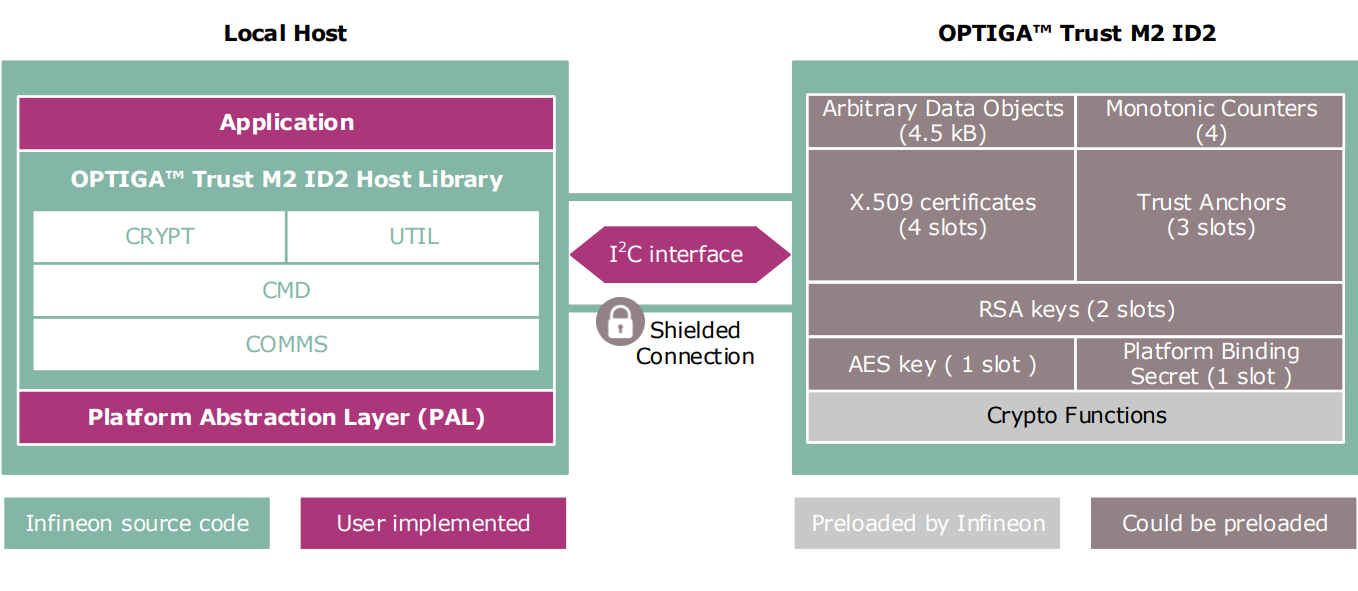 Local Host
OPTIGA™ Trust M2 ID2
Application
OPTIGA™ Trust M2 ID2 Host Library
CRYPT
UTIL
CMD
COMMS
Platform Abstraction Layer (PAL)
I²C interface
Shielded
Connection
Arbitrary Data Objects
(4.5 kB)
Monotonic Counters
(4)
X.509 certificates
(4 slots)
Trust Anchors
(3 slots)
RSA keys (2 slots)
AES key ( 1 slot )
Platform Binding
Secret (1 slot )
Crypto Functions
Infineon source code
User implemented
Preloaded by Infineon
Could be preloaded